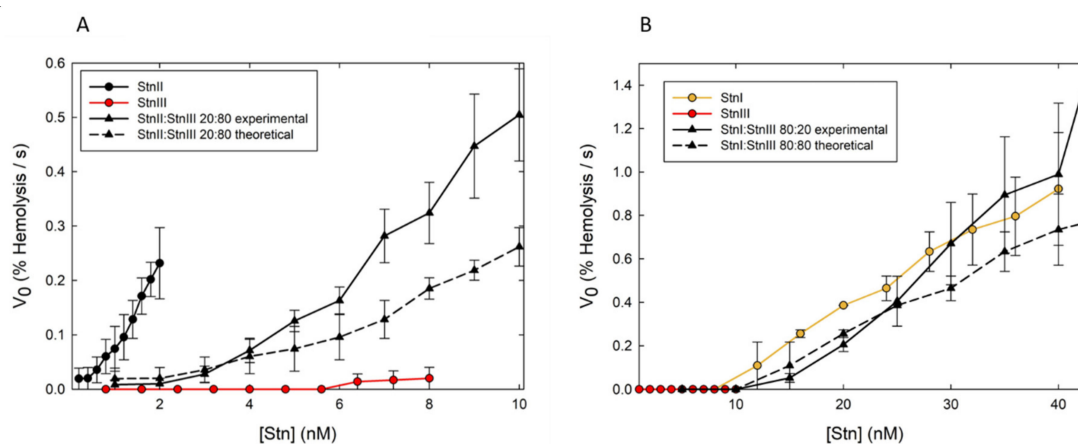 A
V0 (% Hemolysis / s)
0.6
0.5
0.4
0.3
0.2
0.1
0.0
StnII
StnIII
StnII:StnIII 20:80 experimental
StnII:StnIII 20:80 theoretical
2
4
6
8
10
[Stn] (nM)
B
V0 (% Hemolysis / s)
1.4
1.2
1.0
0.8
0.6
0.4
0.2
0.0
StnI
StnIII
StnI:StnIII 80:20 experimental
StnI:StnIII 80:80 theoretical
10
20
30
40
[Stn] (nM)